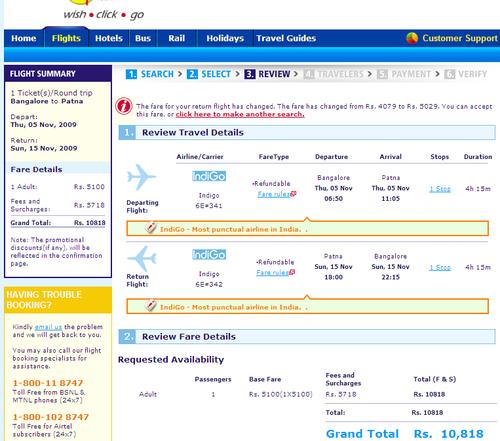 wish • click • go
Home Flights Hotels Bus Rail Holidays Travel Guides Customer Support
FLIGHT SUMMARY
1 Ticket(s)/Round trip
Bangalore to Patna
Depart:
Thu, 05 Nov, 2009
Return:
Sun, 15 Nov, 2009
Fare Details
1 Adult: Rs. 5100
Fees and
Surcharges: Rs. 5718
Grand Total: Rs. 10818
Note: The promotional
discounts(if any), will be
reflected in the confirmation
page.
HAVING TROUBLE
BOOKING?
Kindly email us the problem
and we will get back to you.
You may also call our flight
booking specialists for
assistance.
1-800-11 8747
Toll Free from BSNL &
MTNL phones (24x7)
1-800-102 8747
Toll Free for Airtel
subscribers (24x7)
1. SEARCH > 2. SELECT > 3. REVIEW > 4. TRAVELERS > 5. PAYMENT > 6. VERIFY
The fare for your return flight has changed. The fare has changed from Rs. 4079 to Rs. 5029. You can accept
this fare. or click here to make another search.
1. Review Travel Details
Airline/Carrier FareType Departure Arrival Stops Duration
Departing
Flight:
IndiGo
Indigo
6E#341
•Refundable
Fare rules
Bangalore
Thu, 05 Nov
06:50
Patna
Thu, 05 Nov
11:05
1 Stop
4h 15m
IndiGo - Most punctual airline in India. .
Return
Flight:
IndiGo
Indigo
6E#342
•Refundable
Fare rules
Patna
Sun, 15 Nov
18:00
Bangalore
Sun, 15 Nov
22:15
1 Stop
4h 15m
IndiGo - Most punctual airline in India. .
2. Review Fare Details
Requested Availability
Passengers Base Fare Fees and
Surcharges Total (F & S)
Adult 1 Rs. 5100(1X5100) Rs. 5718 Rs. 10818
Total: Rs. 10818
Grand Total Rs. 10,818